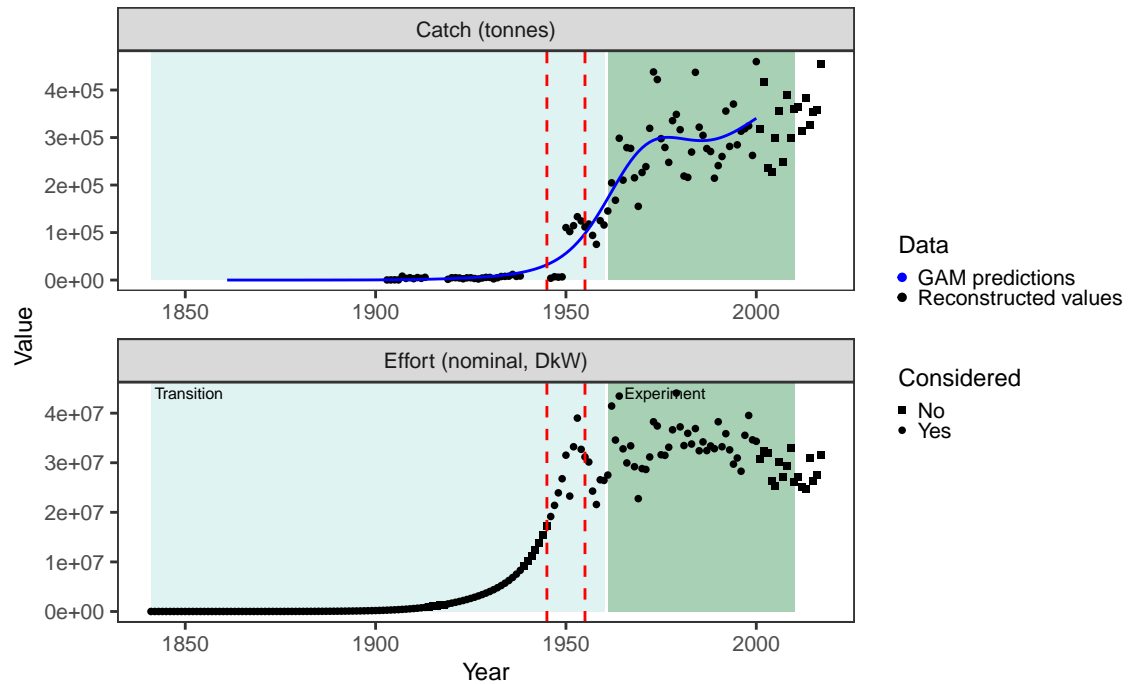 Catch (tonnes)
4e+05
3e+05
2e+05
1e+05
0e+00
1850
1900
1950
2000
Value
Effort (nominal, DkW)
Transition
Experiment
4e+07
3e+07
2e+07
1e+07
0e+00
1850
1900
1950
2000
Year
Data
GAM predictions
Reconstructed values
Considered
No
Yes